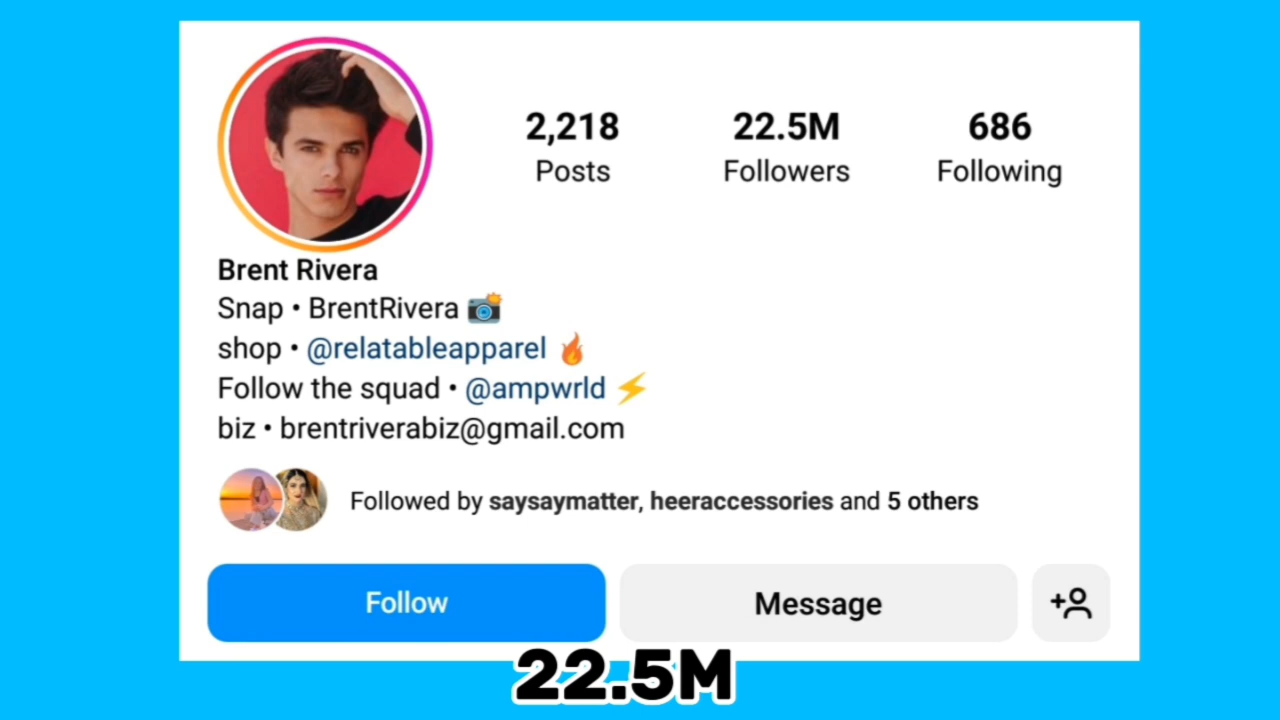 2,218 22.5M 686
Posts Followers Following
Brent Rivera
Snap • BrentRivera 📸
shop • @relatableapparel 🔥
Follow the squad • @ampwrld ⚡
biz • brentriverabiz@gmail.com
Followed by saysaymatter, heeraccessories and 5 others
Follow Message
22.5M